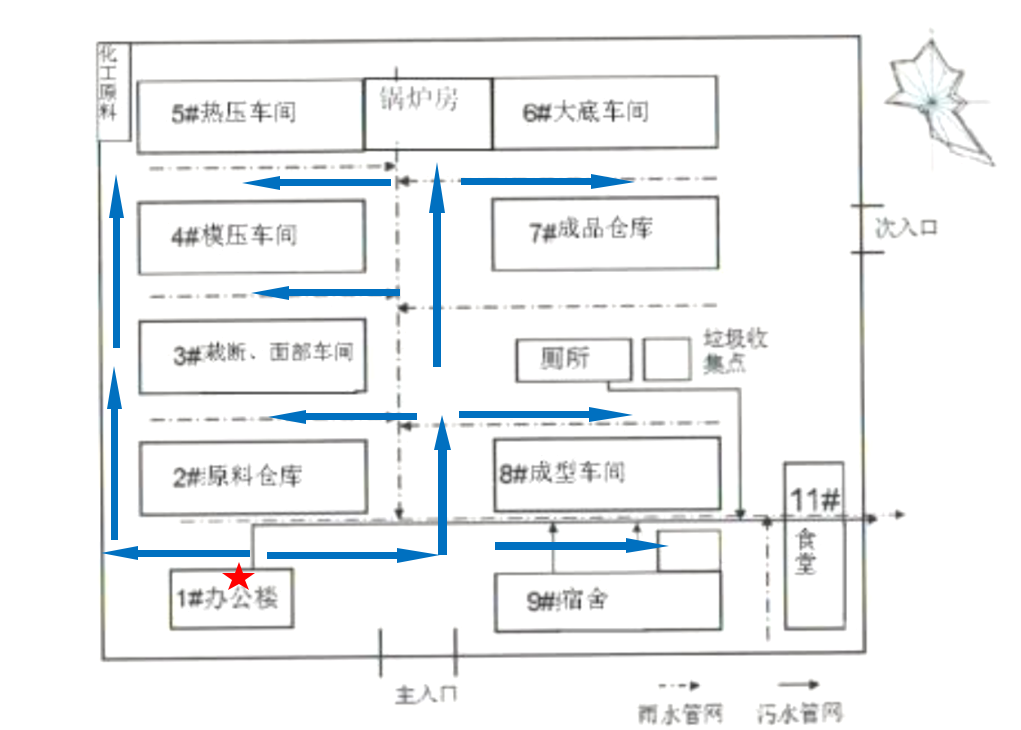 化工原料
5#热压车间
锅炉房
6#大底车间
4#模压车间
7#成品仓库
次入口
3#裁断、面部车间
厕所
垃圾收
集点
2#原料仓库
8#成型车间
11#
食堂
1#办公楼
9#宿舍
主入口
雨水管网
污水管网